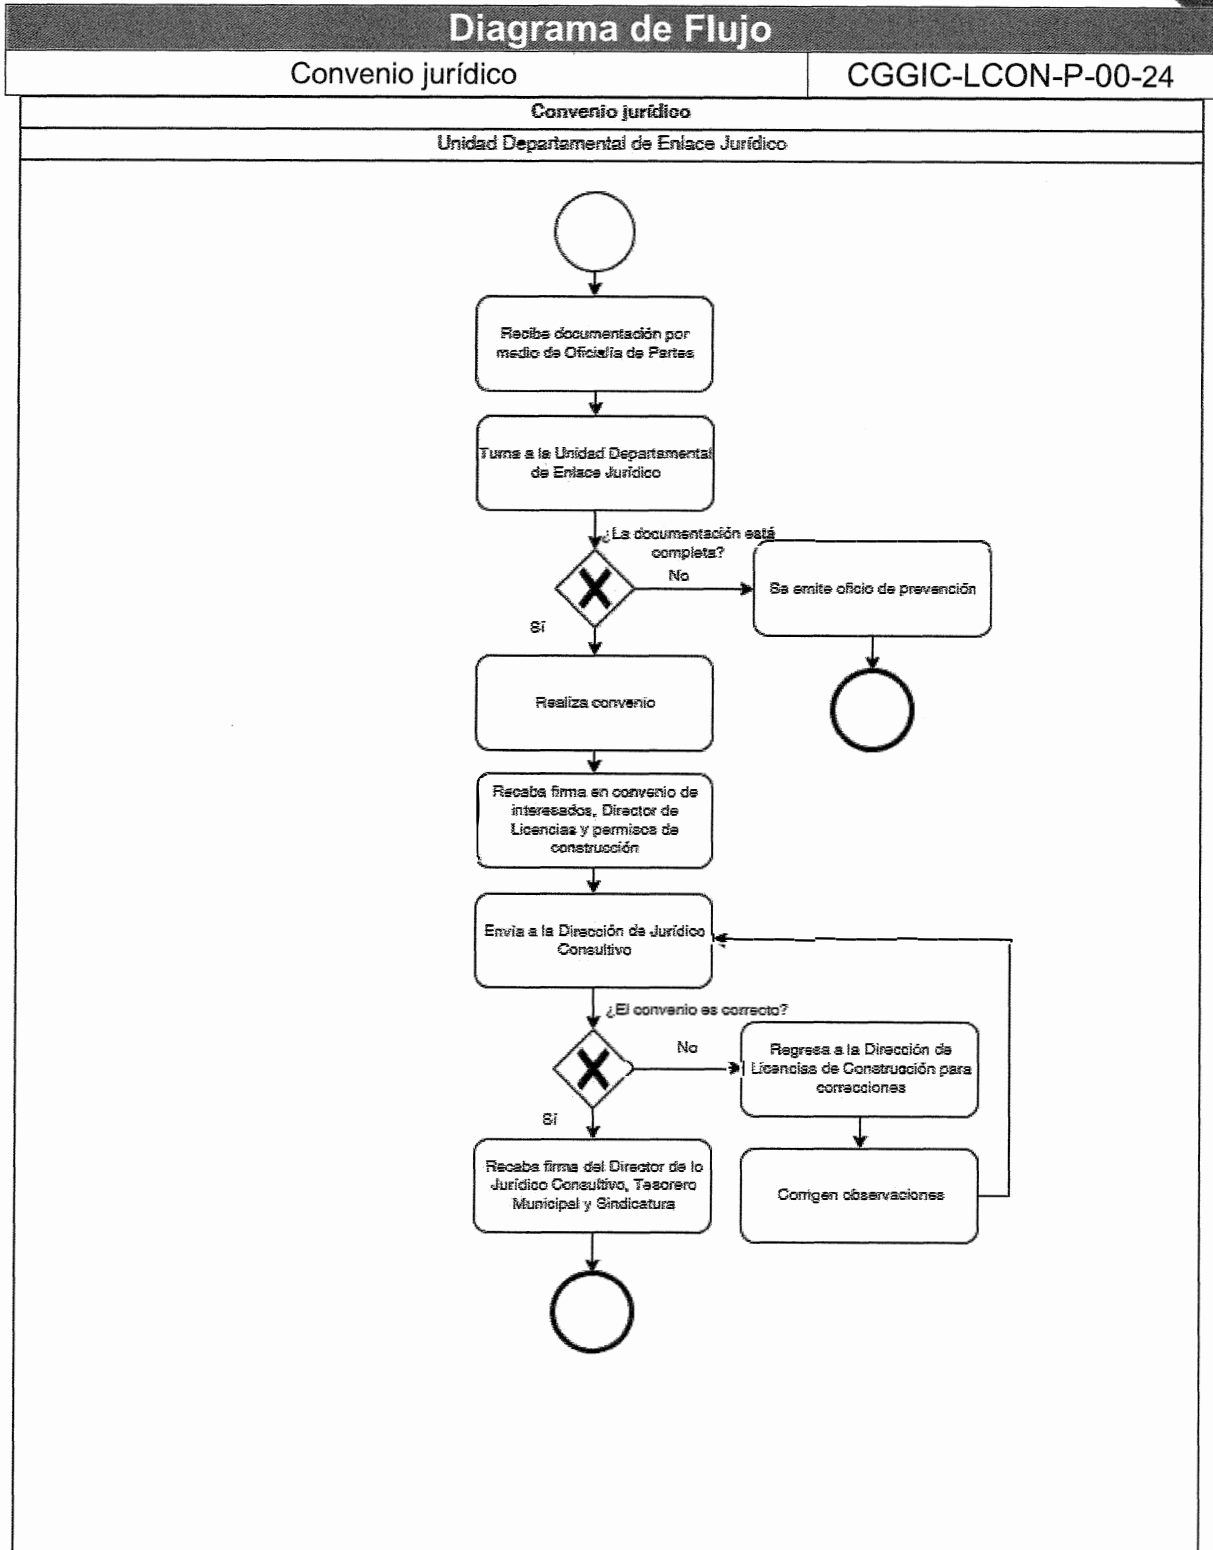 Diagrama de Flujo
Convenio jurídico
CGGIC-LCON-P-00-24
Convenio jurídico
Unidad Departamental de Enlace Jurídico
Recibe documentación por
medio de Oficialía de Partes
Turna a la Unidad Departamental
de Enlace Jurídico
¿La documentación está
completa?
No
Se emite oficio de prevención
Sí
Realiza convenio
Recaba firma en convenio de
interesados, Director de
Licencias y permisos de
construcción
Envía a la Dirección de Jurídico
Consultivo
¿El convenio es correcto?
No
Regresa a la Dirección de
Licencias de Construcción para
correcciones
Sí
Recaba firma del Director de lo
Jurídico Consultivo, Tesorero
Municipal y Sindicatura
Corrigen observaciones